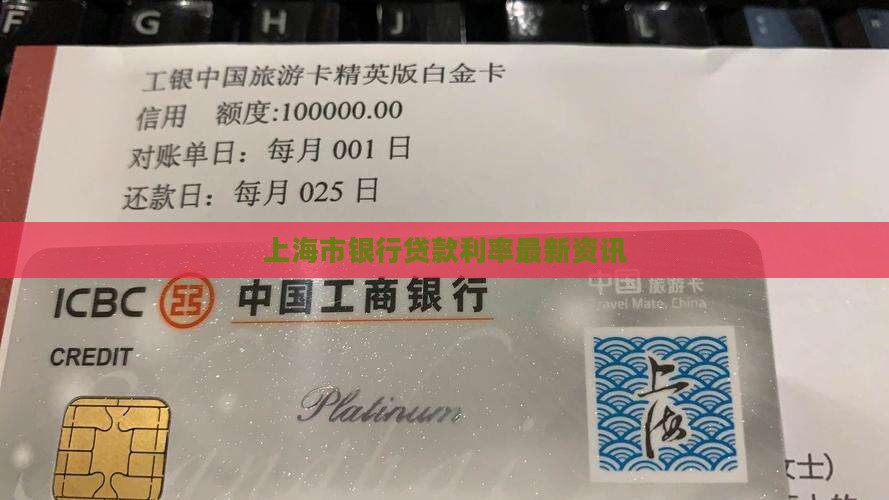 F G H J L
工银中国旅游卡精英版白金卡
信用 额度:100000.00
对账单日：每月 001 日
还款日：每月 025 日
上海市银行贷款利率最新资讯
ICBC 中国工商银行
中国 旅游卡
Travel Mate, China
CREDIT
Platinum
上海
女士)